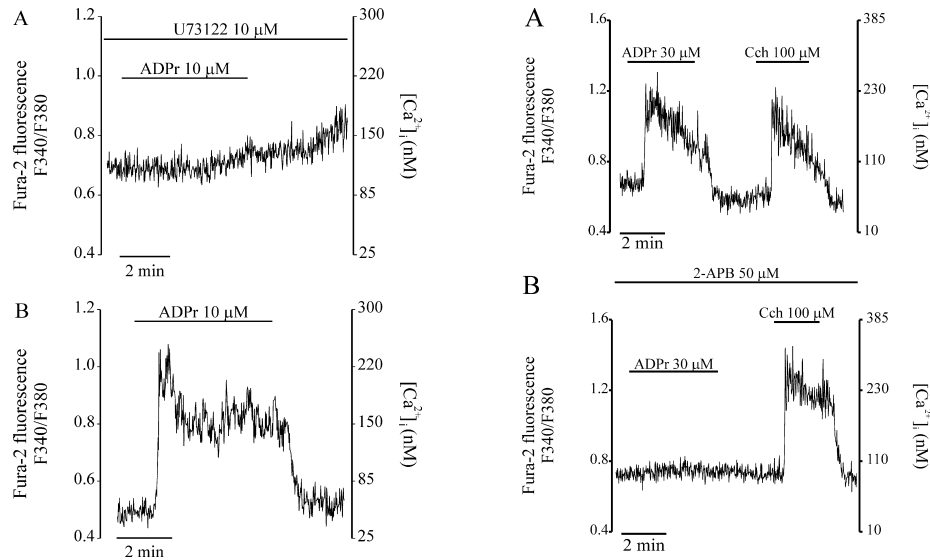 A
U73122 10 µM
ADPr 10 µM
1.2
1.0
0.8
0.6
0.4
300
220
150
85
25
Fura-2 fluorescence
F340/F380
[Ca²⁺]ᵢ (nM)
2 min
B
ADPr 10 µM
1.2
1.0
0.8
0.6
0.4
300
220
150
85
25
Fura-2 fluorescence
F340/F380
[Ca²⁺]ᵢ (nM)
2 min
A
ADPr 30 µM
Cch 100 µM
1.6
1.2
0.8
0.4
385
230
110
10
Fura-2 fluorescence
F340/F380
[Ca²⁺]ᵢ (nM)
2 min
B
2-APB 50 µM
Cch 100 µM
ADPr 30 µM
1.6
1.2
0.8
0.4
385
230
110
10
Fura-2 fluorescence
F340/F380
[Ca²⁺]ᵢ (nM)
2 min